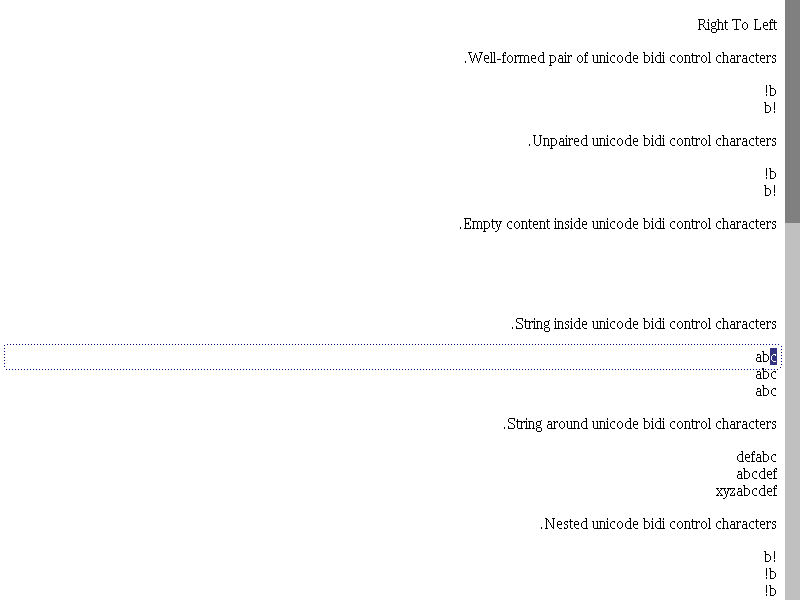 Right To Left
.Well-formed pair of unicode bidi control characters
!b
b!
.Unpaired unicode bidi control characters
!b
b!
.Empty content inside unicode bidi control characters
.String inside unicode bidi control characters
abc
abc
abc
.String around unicode bidi control characters
defabc
abcdef
xyzabcdef
.Nested unicode bidi control characters
b!
!b
!b